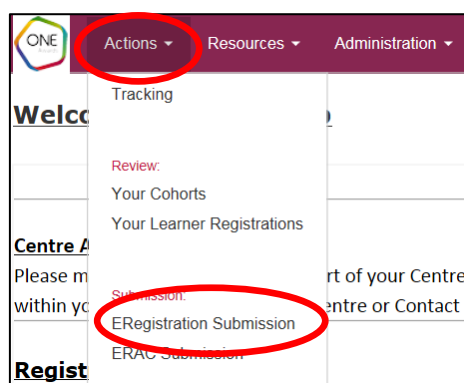 ONE
Actions Resources Administration
Tracking
Welco
Review:
Your Cohorts
Your Learner Registrations
Centre A
Please m rt of your Centre
Submission:
within yo entre or Contact
ERegistration Submission
ERAC Submission
Regist